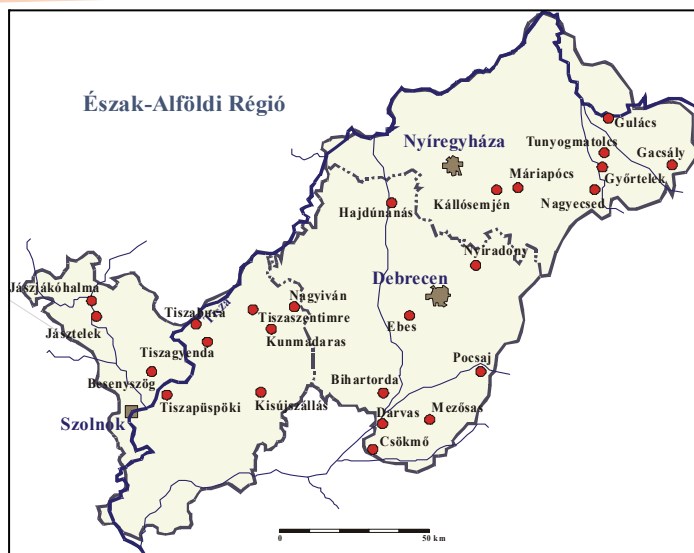 Észak-Alföldi Régió
Gulács
Nyíregyháza
Tunyogmatolcs
Gacsály
Győrtelek
Máriapócs
Kállósemjén
Nagyecsed
Hajdúnánás
Nyíradony
Debrecen
Jászjákóhalma
Nagyiván
Tiszabura
Tisza
Tiszaszentimre
Ebes
Jásztelek
Kunmadaras
Tiszagyenda
Pocsaj
Besenyszög
Bihartorda
Kisújszállás
Tiszapüspöki
Darvas
Mezősas
Szolnok
Csökmő
0
50 km